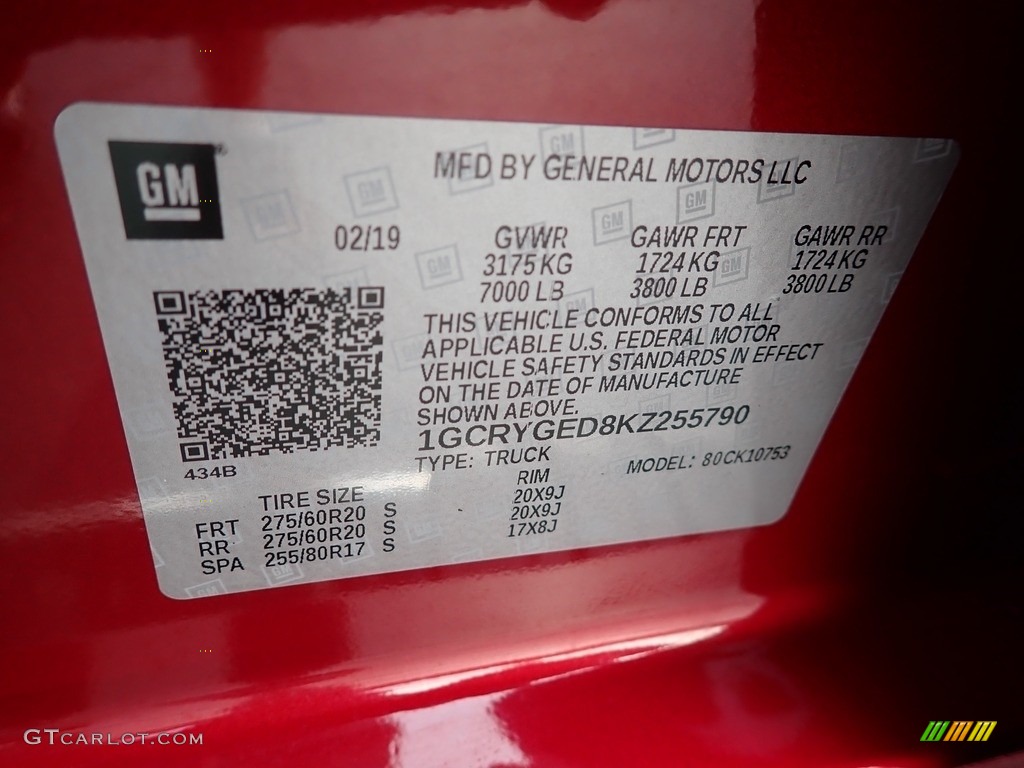 GM
MFD BY GENERAL MOTORS LLC
02/19 GVWR GAWR FRT GAWR RR
3175 KG 1724 KG 1724 KG
7000 LB 3800 LB 3800 LB
THIS VEHICLE CONFORMS TO ALL
APPLICABLE U.S. FEDERAL MOTOR
VEHICLE SAFETY STANDARDS IN EFFECT
ON THE DATE OF MANUFACTURE
SHOWN ABOVE.
1GCRYGED8KZ255790
TYPE: TRUCK MODEL: 80CK10753
434B
TIRE SIZE RIM
FRT 275/60R20 S 20X9J
RR 275/60R20 S 20X9J
SPA 255/80R17 S 17X8J
GTCARLOT.COM